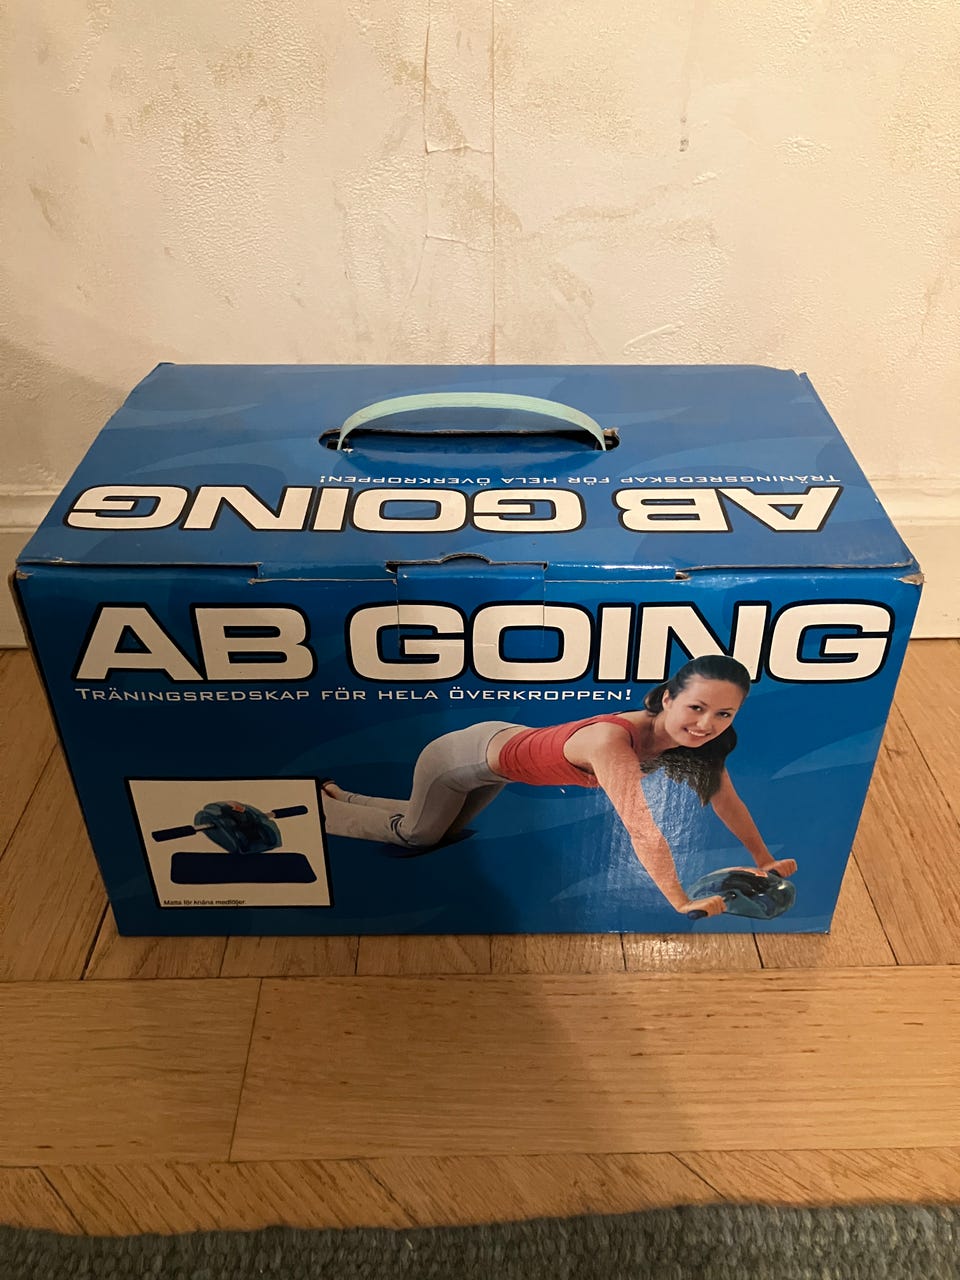 TRÄNINGSREDSKAP FÖR HELA ÖVERKROPPEN!
AB GOING
AB GOING
TRÄNINGSREDSKAP FÖR HELA ÖVERKROPPEN!
Matta för knäna medföljer.